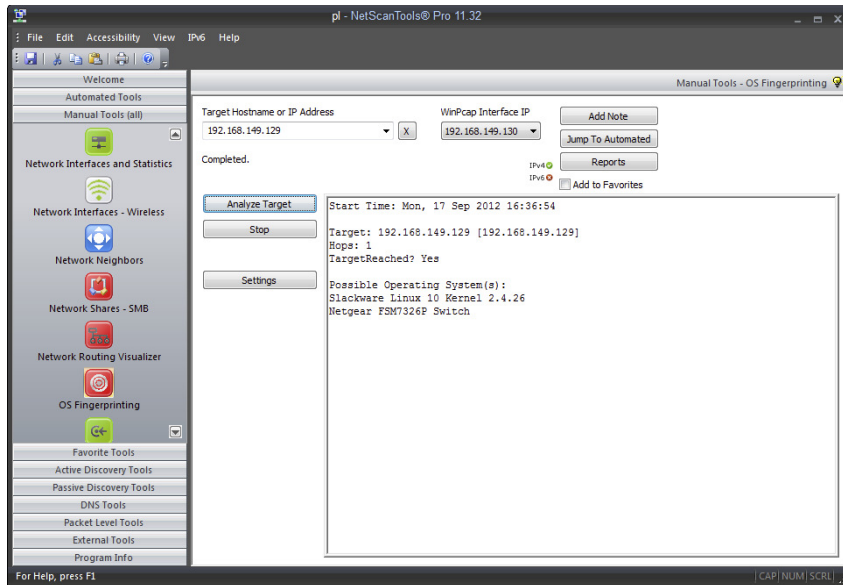 pl - NetScanTools® Pro 11.32
File Edit Accessibility View IPv6 Help
Welcome
Automated Tools
Manual Tools (all)
Network Interfaces and Statistics
Network Interfaces - Wireless
Network Neighbors
Network Shares - SMB
Network Routing Visualizer
OS Fingerprinting
Favorite Tools
Active Discovery Tools
Passive Discovery Tools
DNS Tools
Packet Level Tools
External Tools
Program Info
Manual Tools - OS Fingerprinting
Target Hostname or IP Address
192.168.149.129
X
WinPcap Interface IP
192.168.149.130
Add Note
Jump To Automated
Reports
Completed.
IPv4
IPv6
Add to Favorites
Analyze Target
Stop
Settings
Start Time: Mon, 17 Sep 2012 16:36:54
Target: 192.168.149.129 [192.168.149.129]
Hops: 1
TargetReached? Yes
Possible Operating System(s):
Slackware Linux 10 Kernel 2.4.26
Netgear FSM7326P Switch
For Help, press F1
CAP NUM SCRL